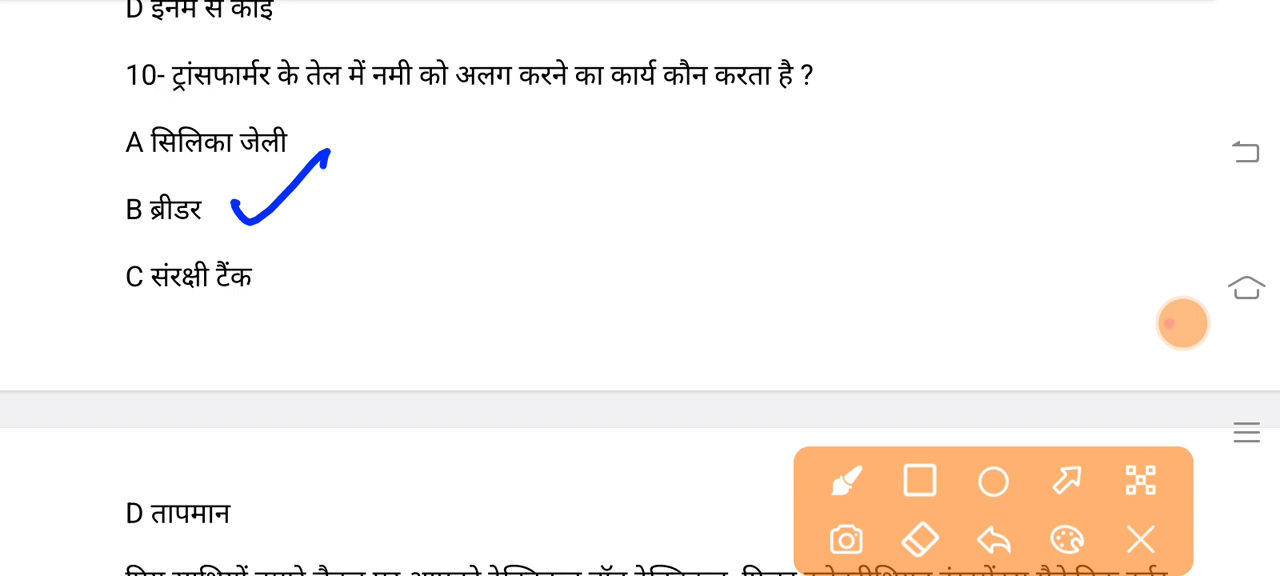 D इनमें से कोई
10- ट्रांसफार्मर के तेल में नमी को अलग करने का कार्य कौन करता है ?
A सिलिका जेली
B ब्रीडर
C संरक्षी टैंक
D तापमान